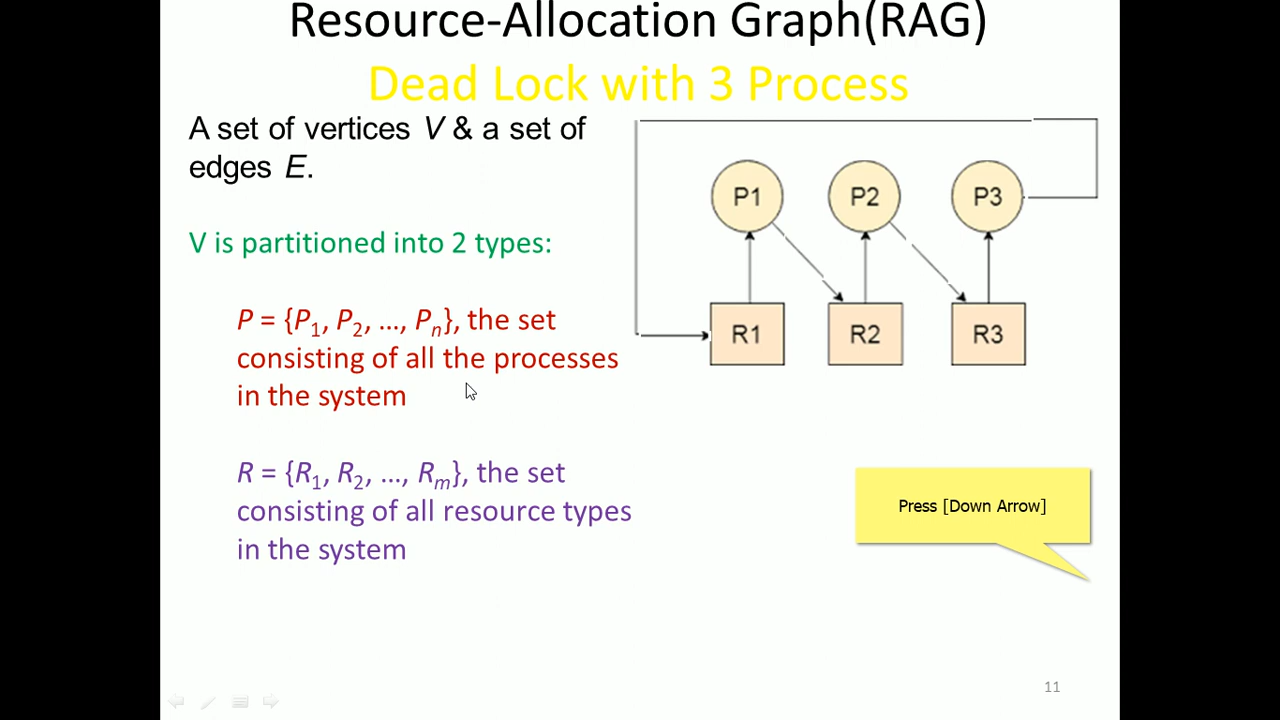 Resource-Allocation Graph(RAG)
Dead Lock with 3 Process
A set of vertices V & a set of
edges E.
V is partitioned into 2 types:
P = {P1, P2, ..., Pn}, the set
consisting of all the processes
in the system
R = {R1, R2, ..., Rm}, the set
consisting of all resource types
in the system
P1 P2 P3
R1 R2 R3
Press [Down Arrow]
11